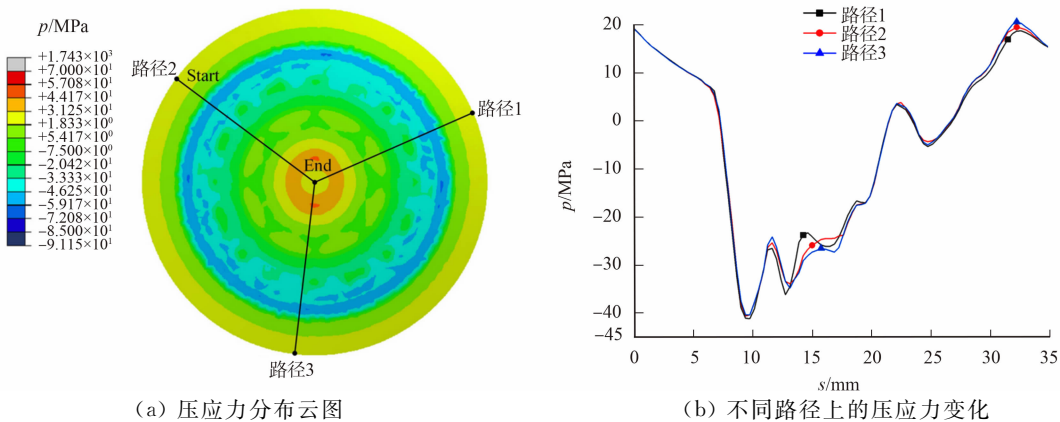 p/MPa
+1.743×10³
+7.000×10¹
+5.708×10¹
+4.417×10¹
+3.125×10¹
+1.833×10⁰
+5.417×10⁰
-7.500×10⁰
-2.042×10¹
-3.333×10¹
-4.625×10¹
-5.917×10¹
-7.208×10¹
-8.500×10¹
-9.115×10¹
路径2
Start
路径1
End
路径3
(a) 压应力分布云图
路径1
路径2
路径3
p/MPa
20
10
0
-10
-20
-30
-40
-45
0
5
10
15
20
25
30
35
s/mm
(b) 不同路径上的压应力变化